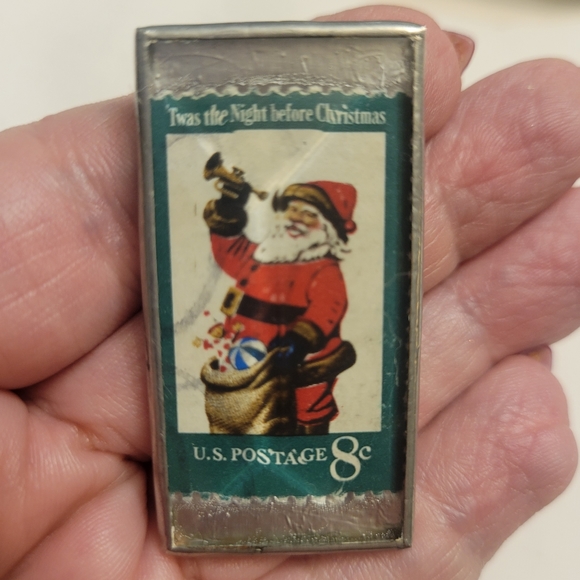 'Twas the Night before Christmas
U.S. POSTAGE 8c